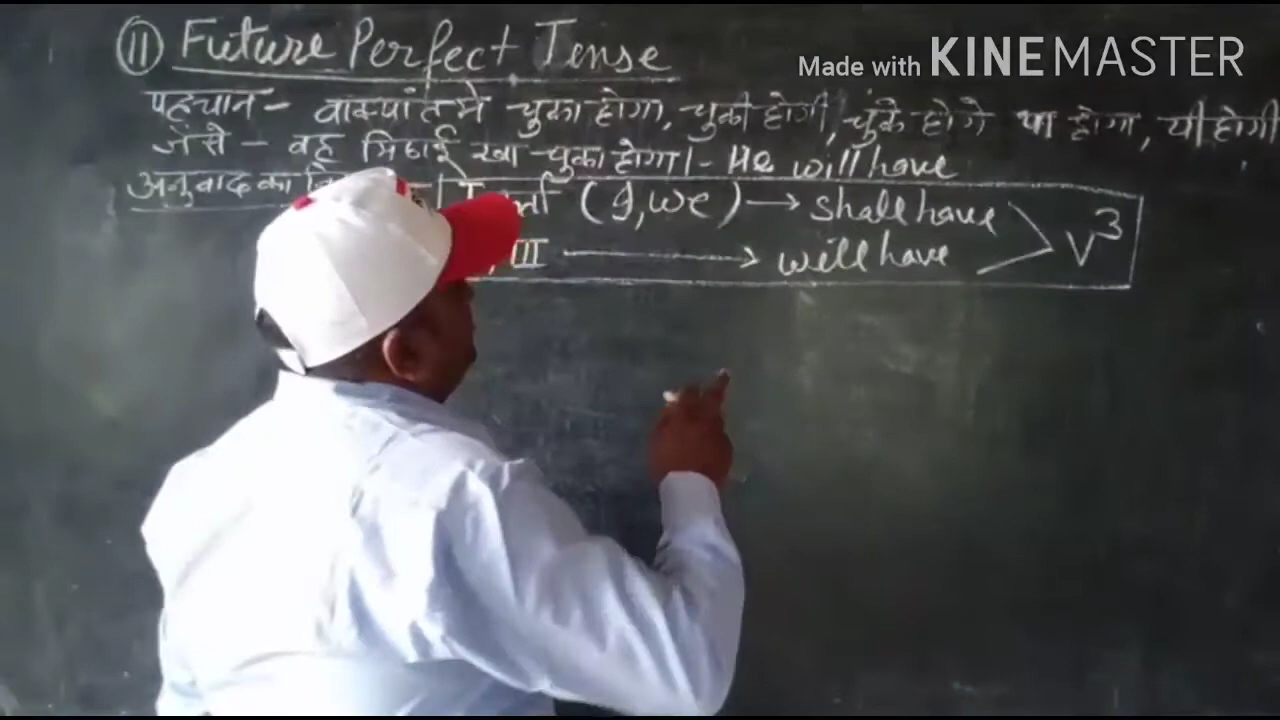 ⑪ Future Perfect Tense
Made with KINEMASTER
पहचान - वाक्यांत मे चुका होगा, चुकी होगी, चुके होगे या होगा, यी होगी
जैसे - वह मिठाई खा चुका होगा। - He will have
अनुवाद का (I, we) → shall have
III → will have > V³